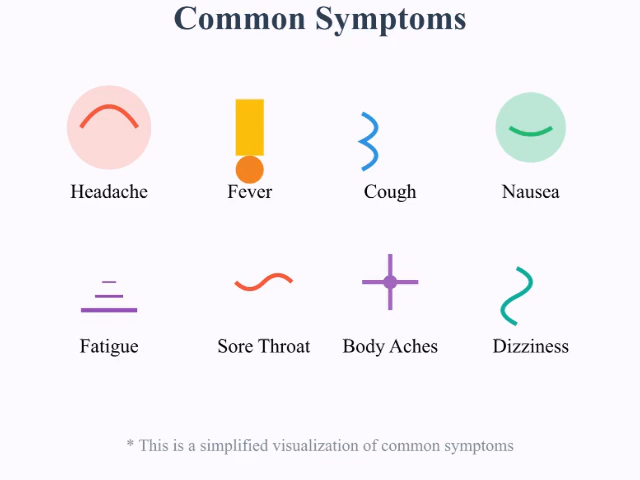 Common Symptoms
Headache
Fever
Cough
Nausea
Fatigue
Sore Throat
Body Aches
Dizziness
* This is a simplified visualization of common symptoms